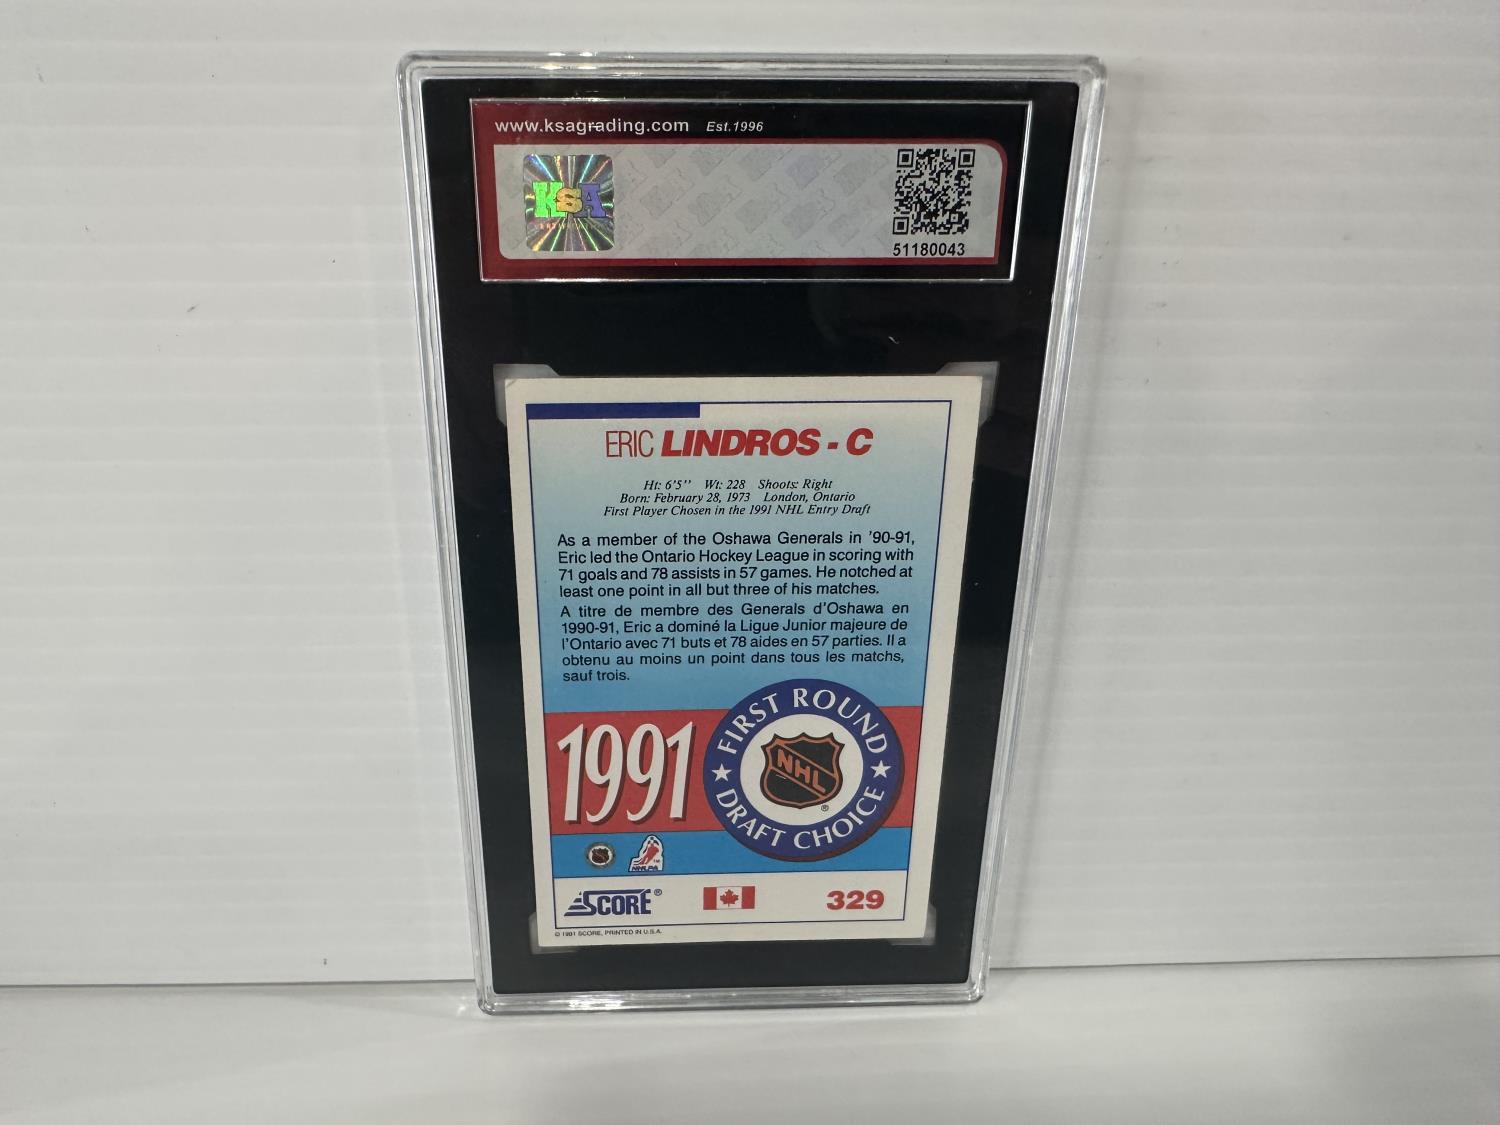 www.ksagrading.com Est.1996
KSA
51180043
ERIC LINDROS - C
Ht: 6'5'' Wt: 228 Shoots: Right
Born: February 28, 1973 London, Ontario
First Player Chosen in the 1991 NHL Entry Draft
As a member of the Oshawa Generals in '90-91,
Eric led the Ontario Hockey League in scoring with
71 goals and 78 assists in 57 games. He notched at
least one point in all but three of his matches.
A titre de membre des Generals d'Oshawa en
1990-91, Eric a dominé la Ligue Junior majeure de
l'Ontario avec 71 buts et 78 aides en 57 parties. Il a
obtenu au moins un point dans tous les matchs,
sauf trois.
1991
FIRST ROUND
NHL ®
★ DRAFT CHOICE ★
NHLPA ™
SCORE®
329
© 1991 SCORE, PRINTED IN U.S.A.